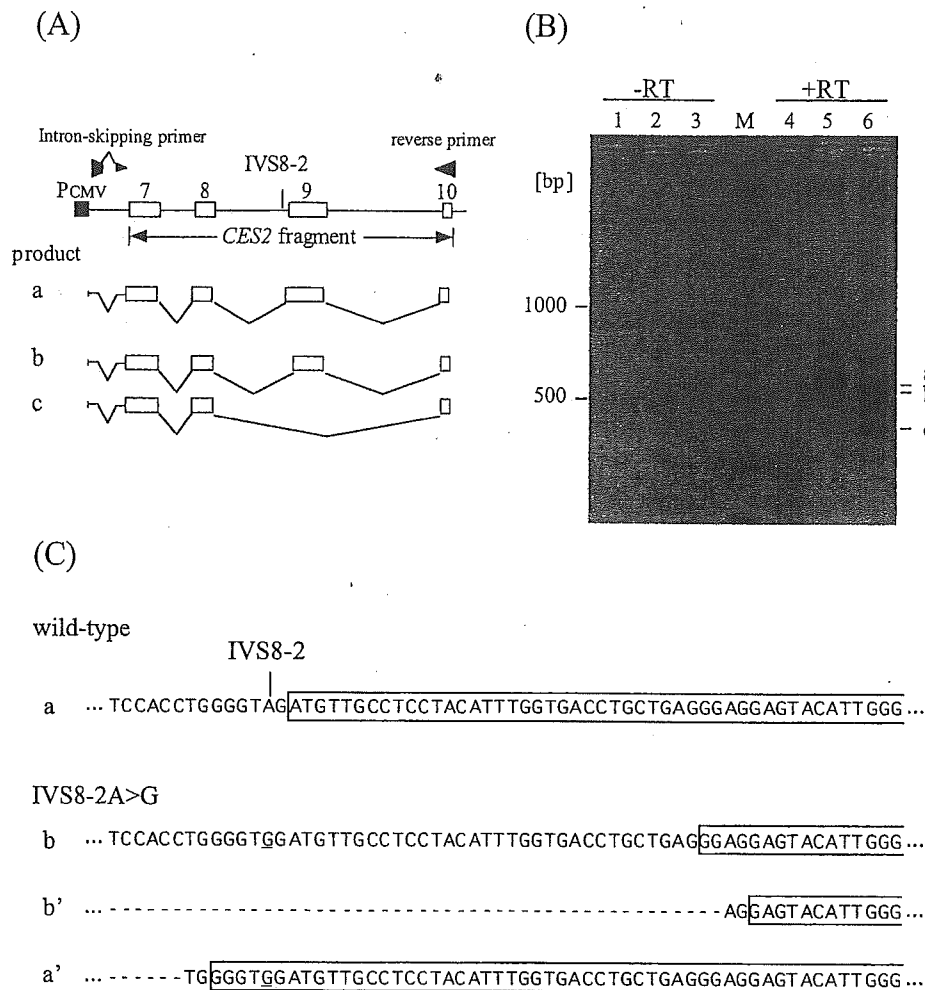 (A)
(B)
-RT
+RT
1 2 3 M 4 5 6
Intron-skipping primer
reverse primer
IVS8-2
[bp]
PCMV 7 8 9 10
CES2 fragment
product
a
b
c
1000
500
(C)
wild-type
IVS8-2
a ... TCCACCTGGGGTAGATGTTGCCTCCTACATTTGGTGACCTGCTGAGGGAGGAGTACATTGGG ...
IVS8-2A>G
b ... TCCACCTGGGGTGGATGTTGCCTCCTACATTTGGTGACCTGCTGAGGGAGGAGTACATTGGG ...
b' ... - - - - - - - - - - - - - - - - - - - - - - - - - - - - - - - - - - - - - - - - - - - - - - - AGGAGTACATTGGG ...
a' ... - - - - - - TGGGGTGGATGTTGCCTCCTACATTTGGTGACCTGCTGAGGGAGGAGTACATTGGG ...